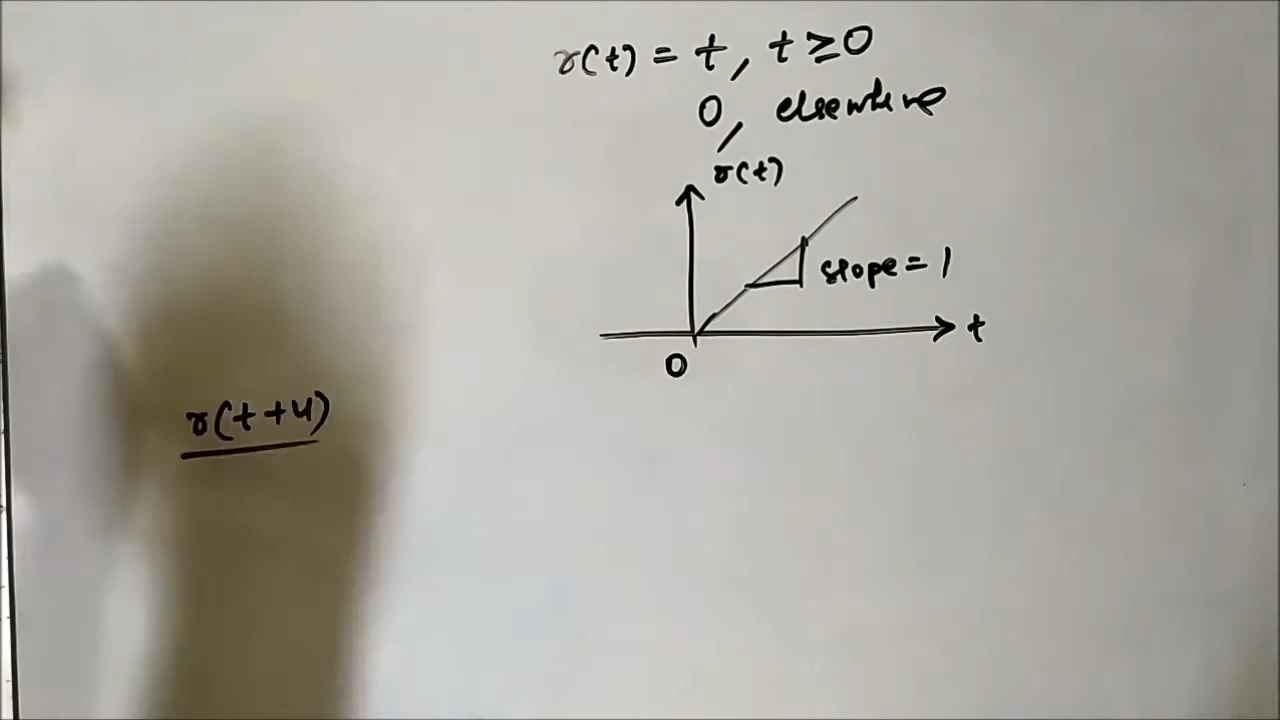 r(t) = t, t ≥ 0
0, elsewhere
r(t)
slope = 1
t
0
r(t+4)